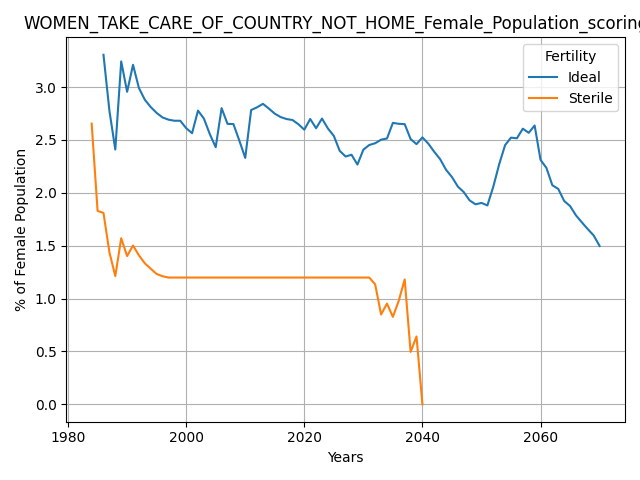 WOMEN_TAKE_CARE_OF_COUNTRY_NOT_HOME_Female_Population_scoring
Fertility
Ideal
Sterile
% of Female Population
3.0
2.5
2.0
1.5
1.0
0.5
0.0
1980 2000 2020 2040 2060
Years